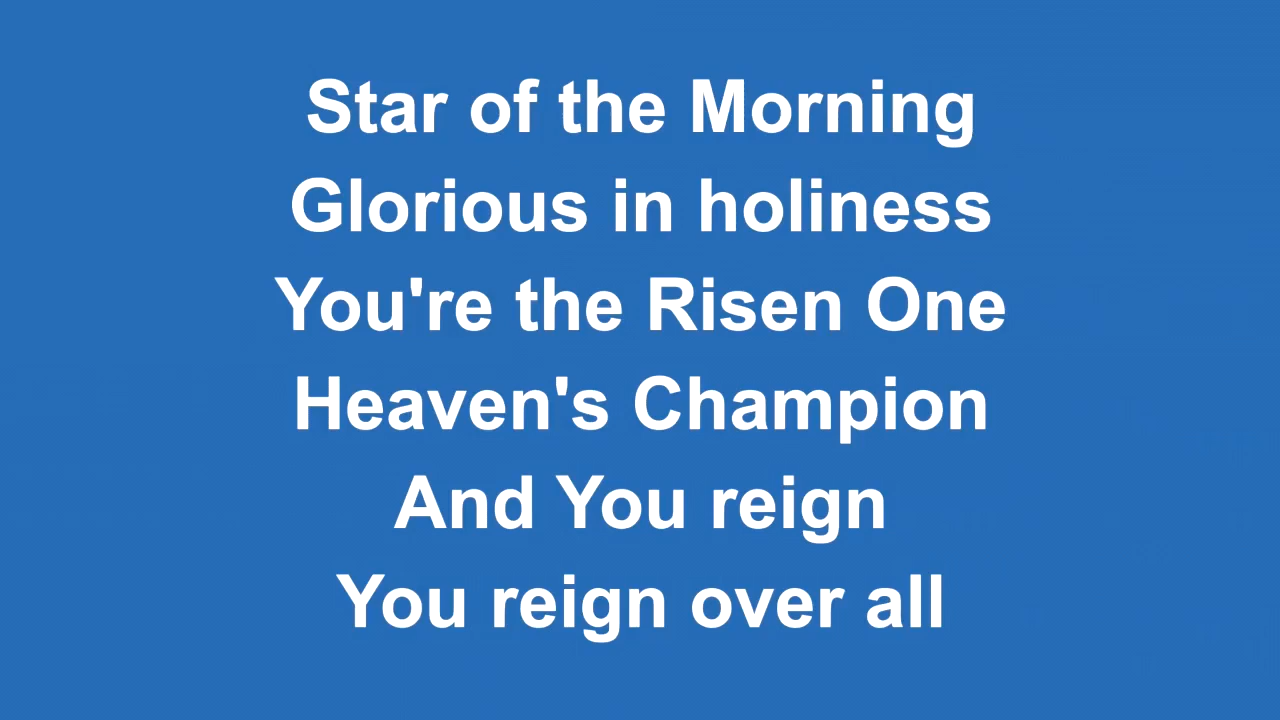 Star of the Morning
Glorious in holiness
You're the Risen One
Heaven's Champion
And You reign
You reign over all